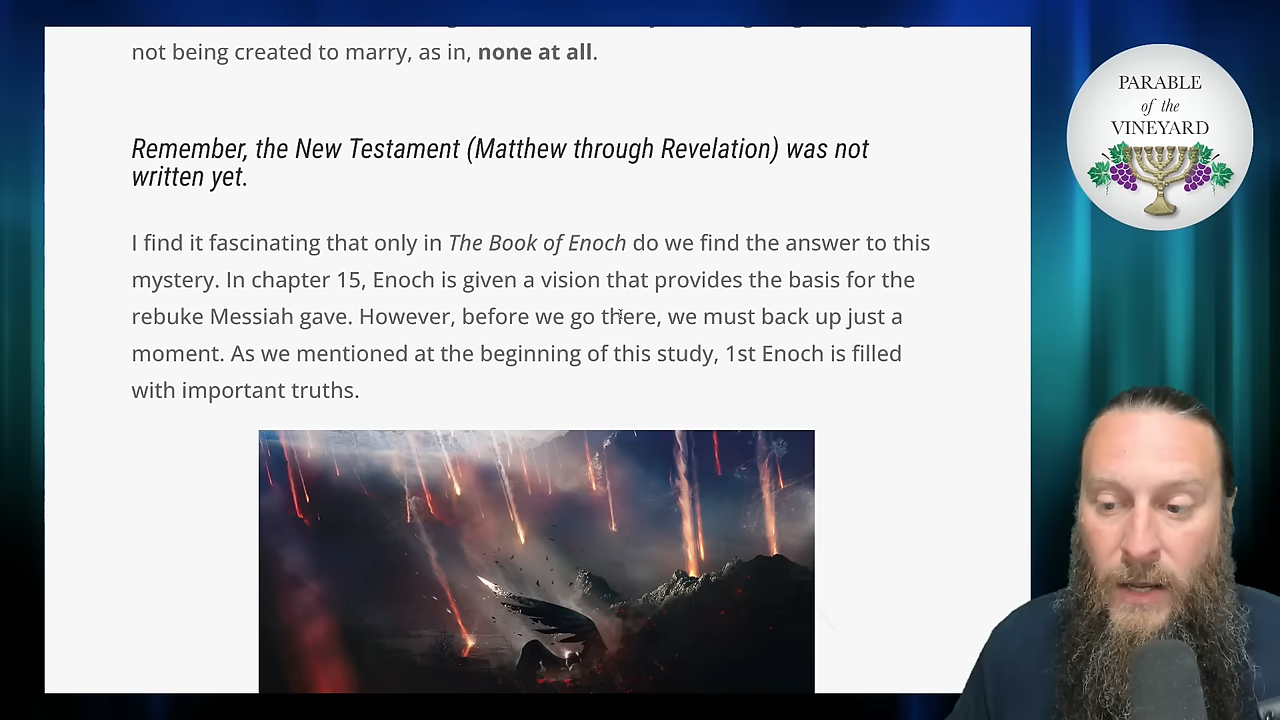 not being created to marry, as in, none at all.
Remember, the New Testament (Matthew through Revelation) was not
written yet.
I find it fascinating that only in The Book of Enoch do we find the answer to this
mystery. In chapter 15, Enoch is given a vision that provides the basis for the
rebuke Messiah gave. However, before we go there, we must back up just a
moment. As we mentioned at the beginning of this study, 1st Enoch is filled
with important truths.
PARABLE
of the
VINEYARD